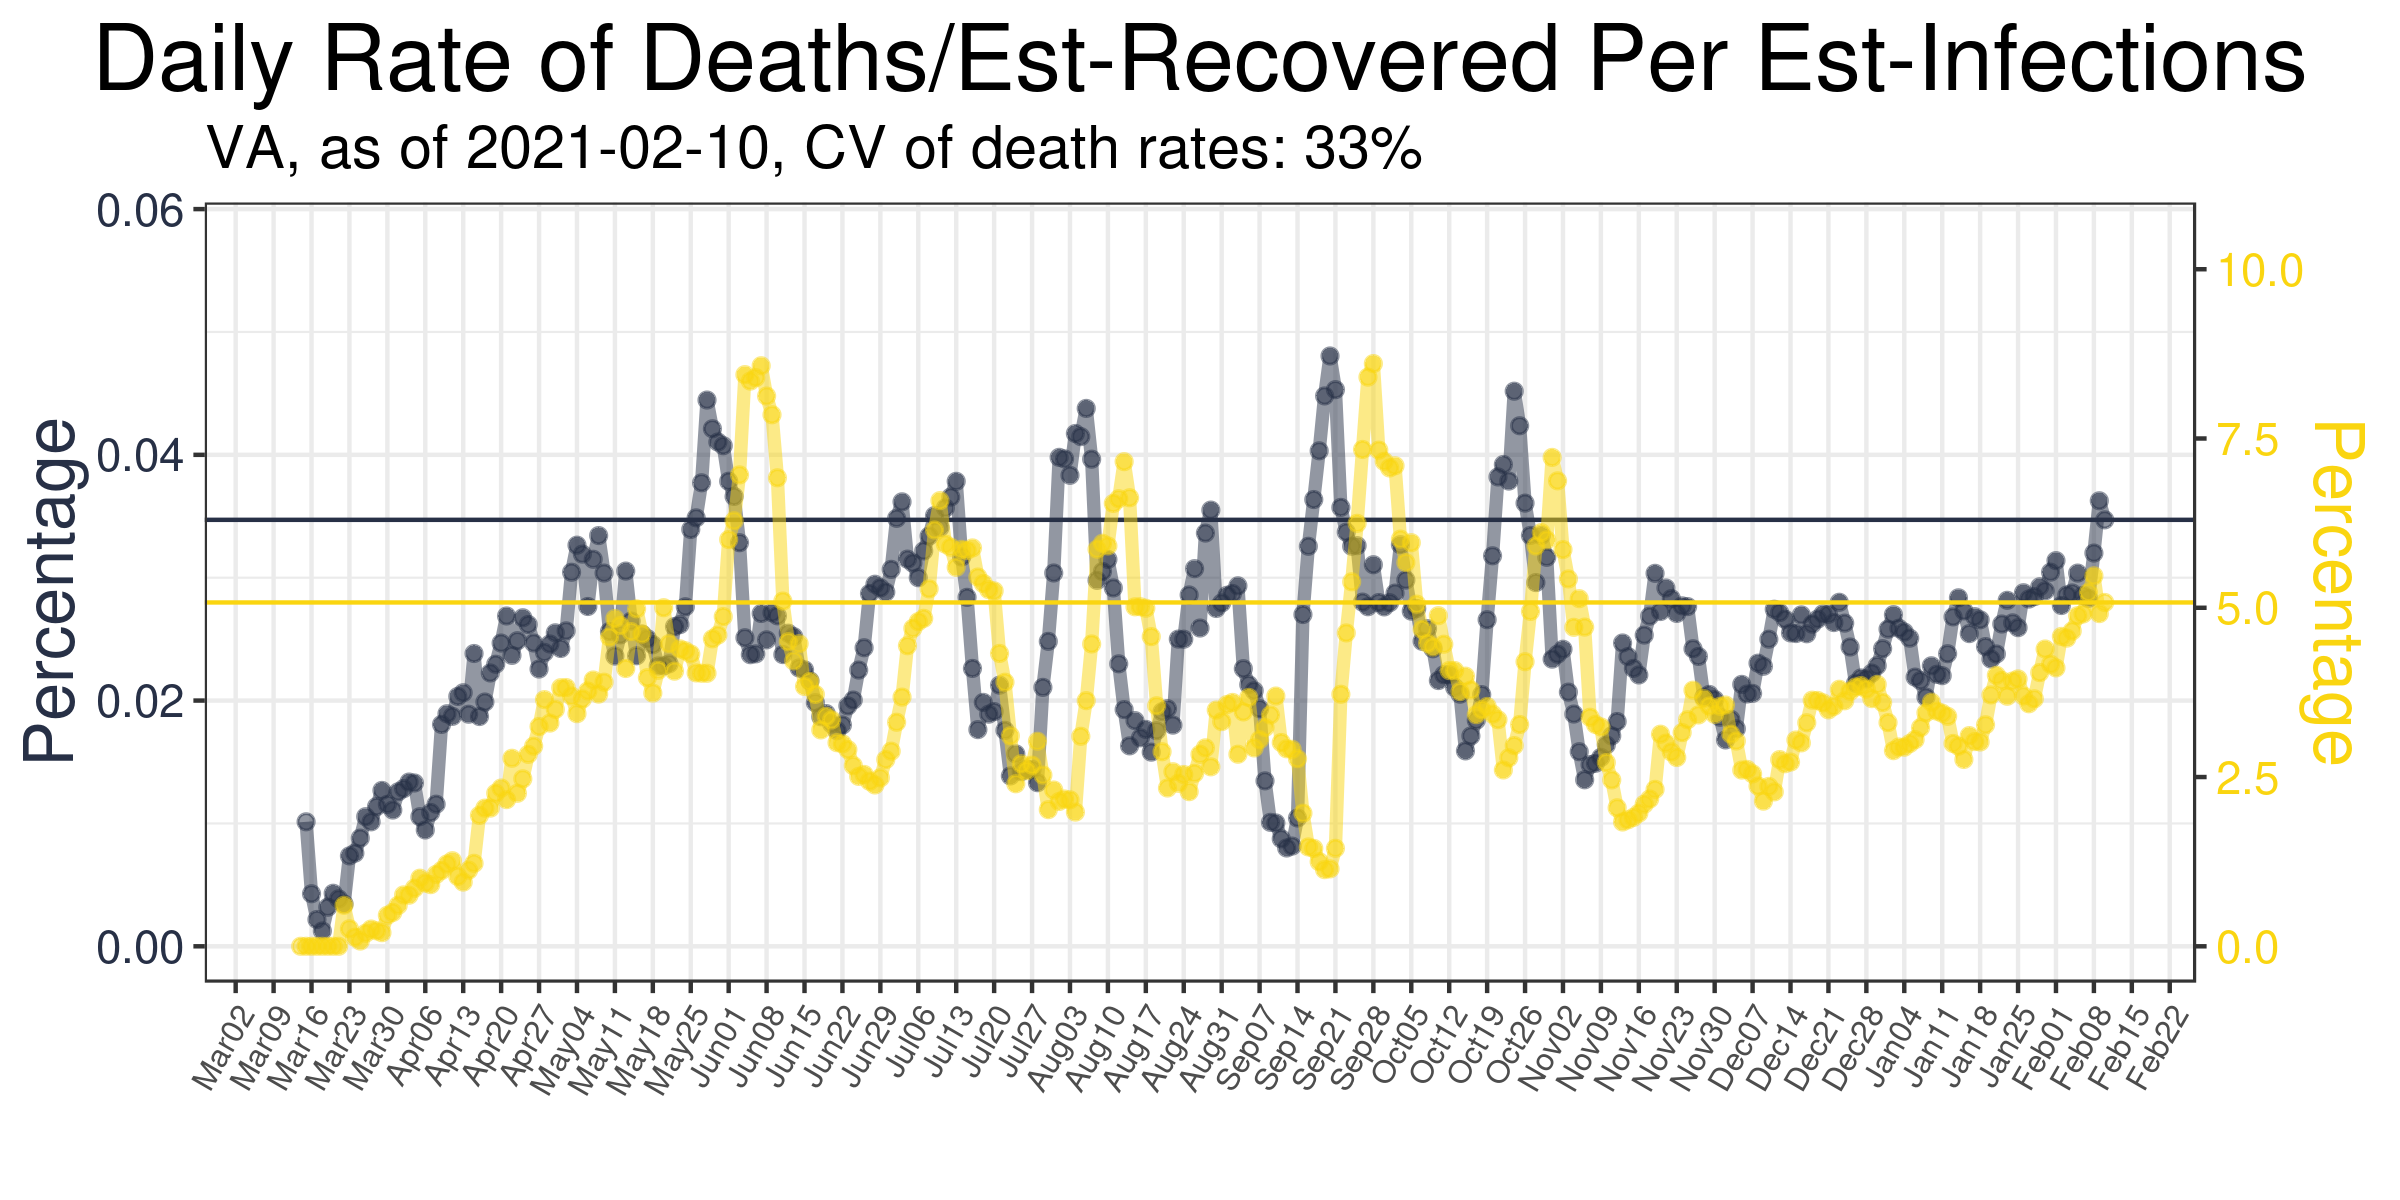 Daily Rate of Deaths/Est-Recovered Per Est-Infections
VA, as of 2021-02-10, CV of death rates: 33%
Percentage
0.06
0.04
0.02
0.00
10.0
7.5
5.0
2.5
0.0
Percentage
Mar02
Mar09
Mar16
Mar23
Mar30
Apr06
Apr13
Apr20
Apr27
May04
May11
May18
May25
Jun01
Jun08
Jun15
Jun22
Jun29
Jul06
Jul13
Jul20
Jul27
Aug03
Aug10
Aug17
Aug24
Aug31
Sep07
Sep14
Sep21
Sep28
Oct05
Oct12
Oct19
Oct26
Nov02
Nov09
Nov16
Nov23
Nov30
Dec07
Dec14
Dec21
Dec28
Jan04
Jan11
Jan18
Jan25
Feb01
Feb08
Feb15
Feb22